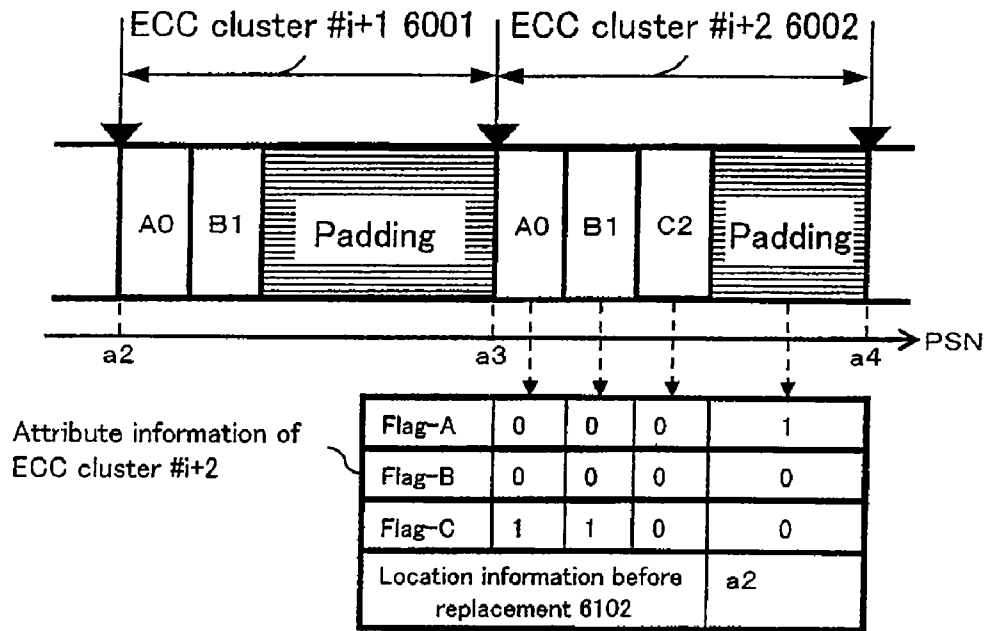 ECC cluster #i+1 6001 ECC cluster #i+2 6002
A0 B1 Padding A0 B1 C2 Padding
a2 a3 a4 PSN
Attribute information of
ECC cluster #i+2
Flag-A 0 0 0 1
Flag-B 0 0 0 0
Flag-C 1 1 0 0
Location information before
replacement 6102
a2